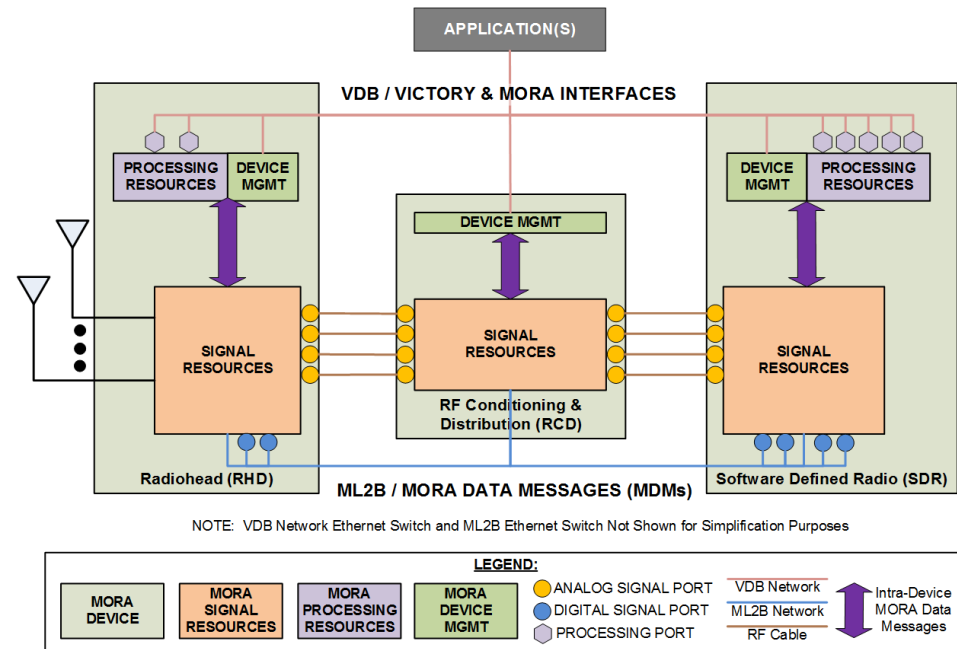 APPLICATION(S)
VDB / VICTORY & MORA INTERFACES
PROCESSING
RESOURCES
DEVICE
MGMT
DEVICE MGMT
DEVICE
MGMT
PROCESSING
RESOURCES
SIGNAL
RESOURCES
SIGNAL
RESOURCES
SIGNAL
RESOURCES
RF Conditioning &
Distribution (RCD)
Radiohead (RHD)
Software Defined Radio (SDR)
ML2B / MORA DATA MESSAGES (MDMs)
NOTE: VDB Network Ethernet Switch and ML2B Ethernet Switch Not Shown for Simplification Purposes
LEGEND:
MORA
DEVICE
MORA
SIGNAL
RESOURCES
MORA
PROCESSING
RESOURCES
MORA
DEVICE
MGMT
ANALOG SIGNAL PORT
DIGITAL SIGNAL PORT
PROCESSING PORT
VDB Network
ML2B Network
RF Cable
Intra-Device
MORA Data
Messages